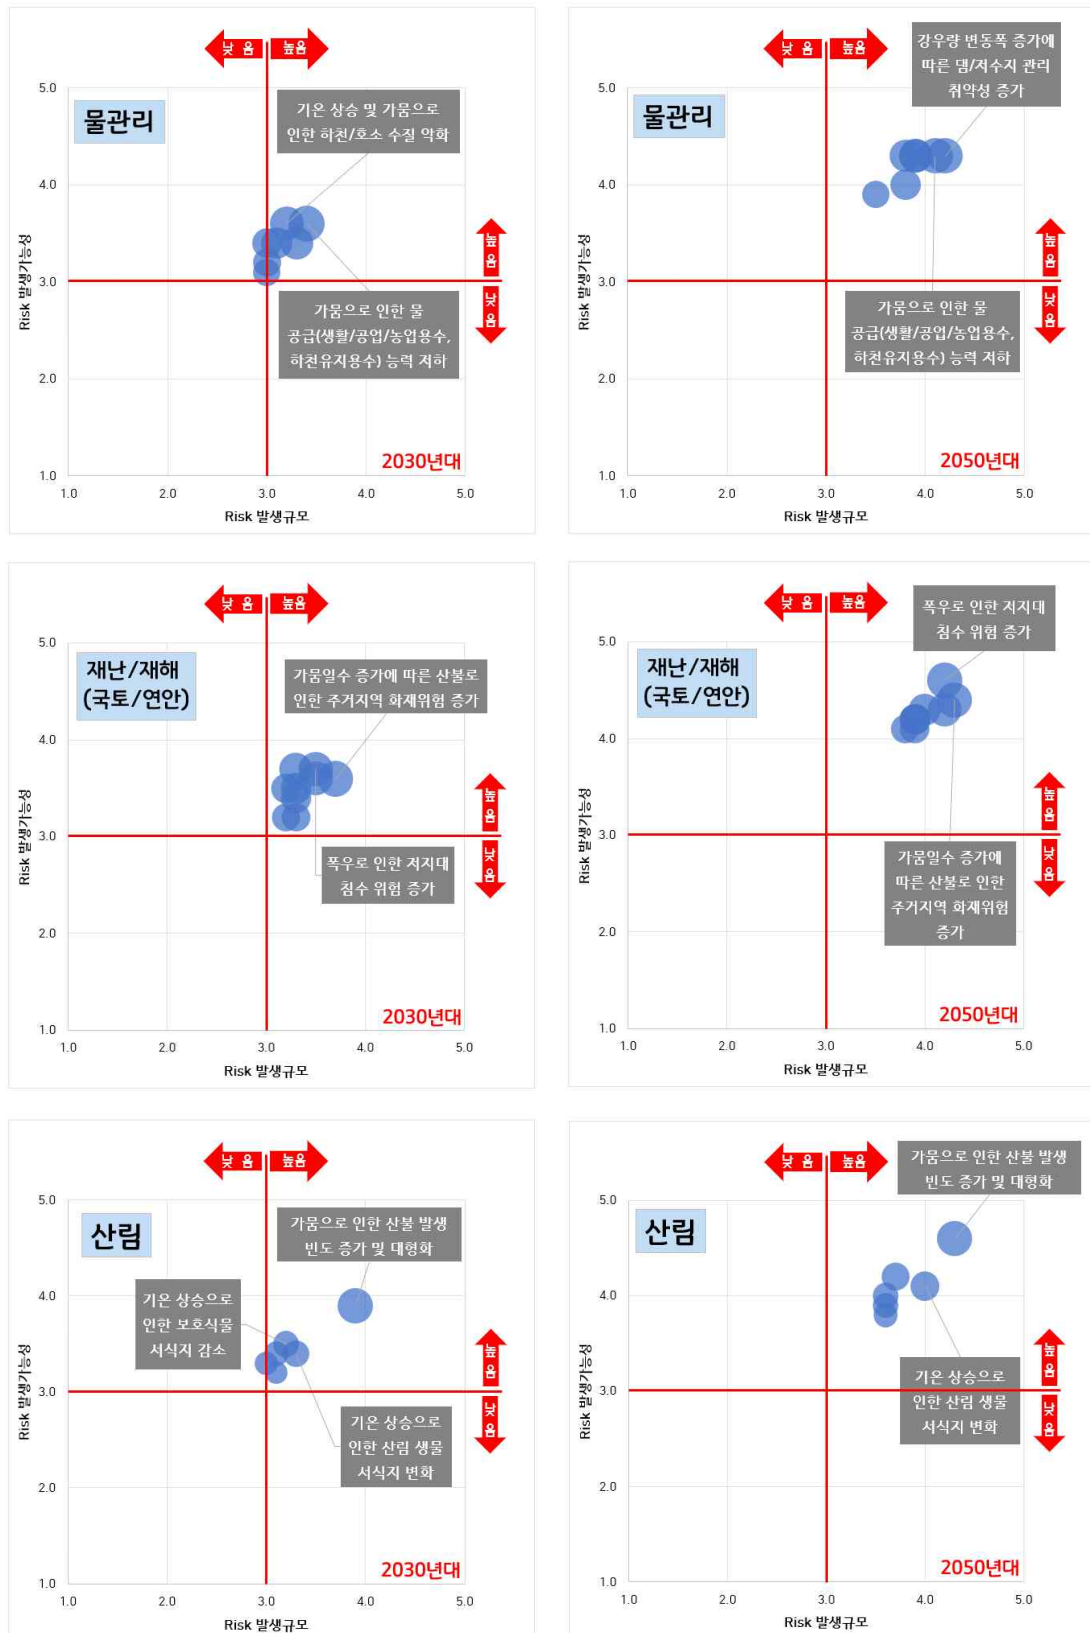 낮 음
높음
물관리
기온 상승 및 가뭄으로
인한 하천/호소 수질 악화
가뭄으로 인한 물
공급(생활/공업/농업용수,
하천유지용수) 능력 저하
높 음
낮 음
5.0
4.0
3.0
2.0
1.0
Risk 발생가능성
2030년대
1.0
2.0
3.0
4.0
5.0
Risk 발생규모
낮 음
높음
물관리
강우량 변동폭 증가에
따른 댐/저수지 관리
취약성 증가
가뭄으로 인한 물
공급(생활/공업/농업용수,
하천유지용수) 능력 저하
높 음
낮 음
5.0
4.0
3.0
2.0
1.0
Risk 발생가능성
2050년대
1.0
2.0
3.0
4.0
5.0
Risk 발생규모
낮 음
높음
재난/재해
(국토/연안)
가뭄일수 증가에 따른 산불로
인한 주거지역 화재위험 증가
폭우로 인한 저지대
침수 위험 증가
높 음
낮 음
5.0
4.0
3.0
2.0
1.0
Risk 발생가능성
2030년대
1.0
2.0
3.0
4.0
5.0
Risk 발생규모
낮 음
높음
재난/재해
(국토/연안)
폭우로 인한 저지대
침수 위험 증가
가뭄일수 증가에
따른 산불로 인한
주거지역 화재위험
증가
높 음
낮 음
5.0
4.0
3.0
2.0
1.0
Risk 발생가능성
2050년대
1.0
2.0
3.0
4.0
5.0
Risk 발생규모
낮 음
높음
산림
가뭄으로 인한 산불 발생
빈도 증가 및 대형화
기온 상승으로
인한 보호식물
서식지 감소
기온 상승으로
인한 산림 생물
서식지 변화
높 음
낮 음
5.0
4.0
3.0
2.0
1.0
Risk 발생가능성
2030년대
1.0
2.0
3.0
4.0
5.0
Risk 발생규모
낮 음
높음
산림
가뭄으로 인한 산불 발생
빈도 증가 및 대형화
기온 상승으로
인한 산림 생물
서식지 변화
높 음
낮 음
5.0
4.0
3.0
2.0
1.0
Risk 발생가능성
2050년대
1.0
2.0
3.0
4.0
5.0
Risk 발생규모